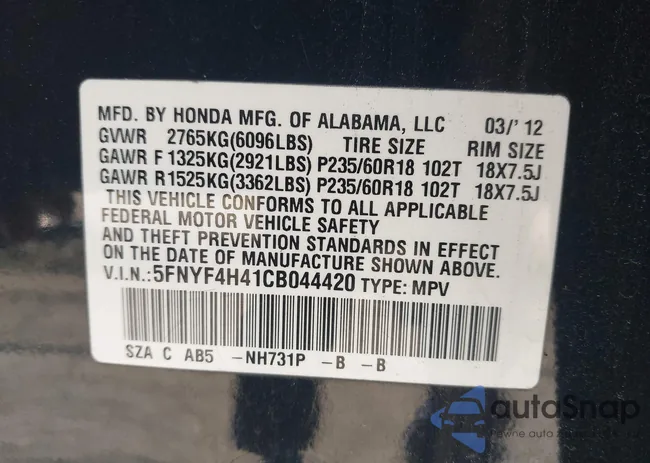 MFD. BY HONDA MFG. OF ALABAMA, LLC 03/'12
GVWR 2765KG(6096LBS) TIRE SIZE RIM SIZE
GAWR F 1325KG(2921LBS) P235/60R18 102T 18X7.5J
GAWR R1525KG(3362LBS) P235/60R18 102T 18X7.5J
THIS VEHICLE CONFORMS TO ALL APPLICABLE
FEDERAL MOTOR VEHICLE SAFETY
AND THEFT PREVENTION STANDARDS IN EFFECT
ON THE DATE OF MANUFACTURE SHOWN ABOVE.
V.I.N.:5FNYF4H41CB044420 TYPE: MPV
SZA C AB5 -NH731P -B -B
autoSnap